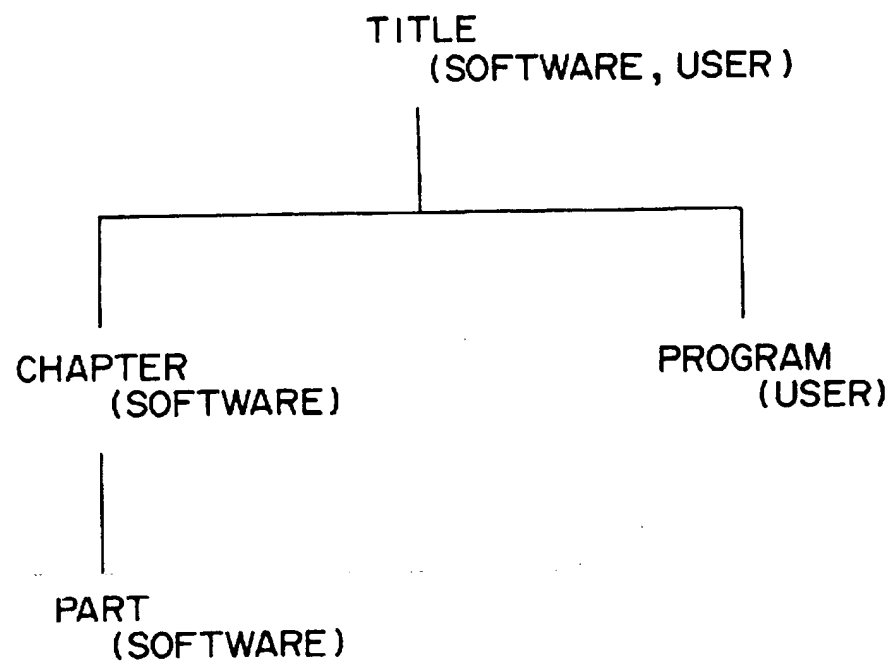 TITLE
(SOFTWARE, USER)
CHAPTER
(SOFTWARE)
PROGRAM
(USER)
PART
(SOFTWARE)